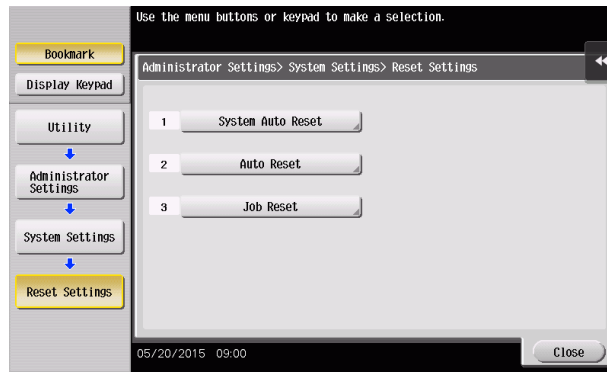 Use the menu buttons or keypad to make a selection.
Bookmark
Display Keypad
Utility
Administrator
Settings
System Settings
Reset Settings
Administrator Settings> System Settings> Reset Settings
1 System Auto Reset
2 Auto Reset
3 Job Reset
05/20/2015 09:00
Close